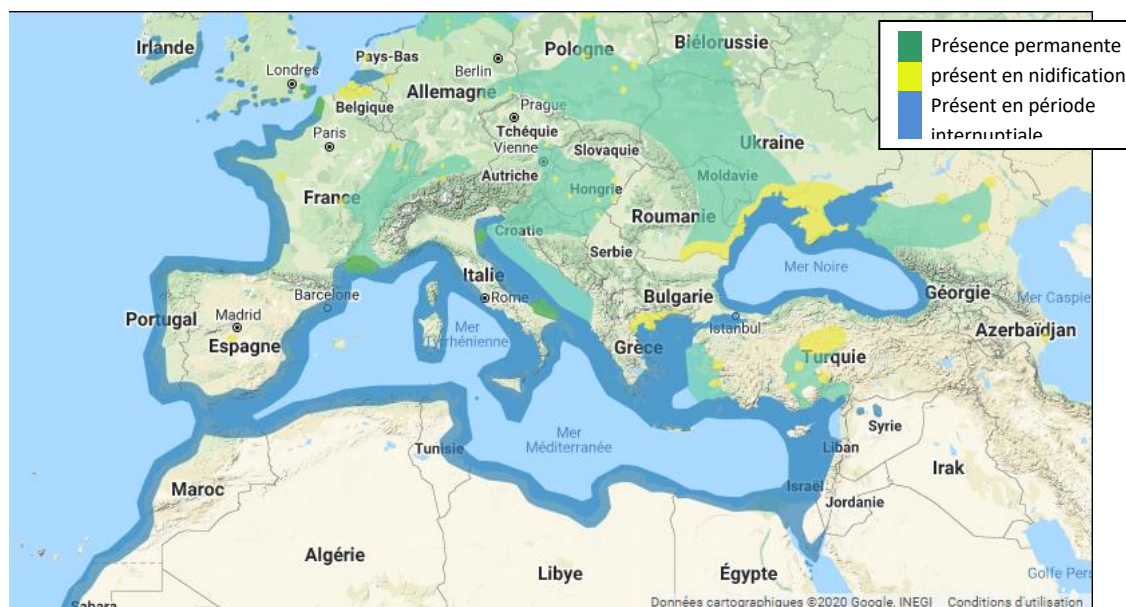 Présence permanente
présent en nidification
Présent en période
internuptiale
Irlande
Londres
Pays-Bas
Berlin
Pologne
Biélorussie
Allemagne
Belgique
Prague
Tchéquie
Paris
Vienne
Slovaquie
Ukraine
Autriche
Hongrie
Moldavie
France
Roumanie
Croatie
Serbie
Italie
Mer Noire
Barcelone
Rome
Bulgarie
Géorgie
Mer Caspie
Portugal
Madrid
Istanbul
Azerbaïdjan
Espagne
Mer
Tyrrhénienne
Grèce
Turquie
Mer
Méditerranée
Syrie
Tunisie
Liban
Irak
Maroc
Israël
Jordanie
Algérie
Libye
Égypte
Golfe Pers
Sahara
Données cartographiques ©2020 Google, INEGI
Conditions d'utilisation